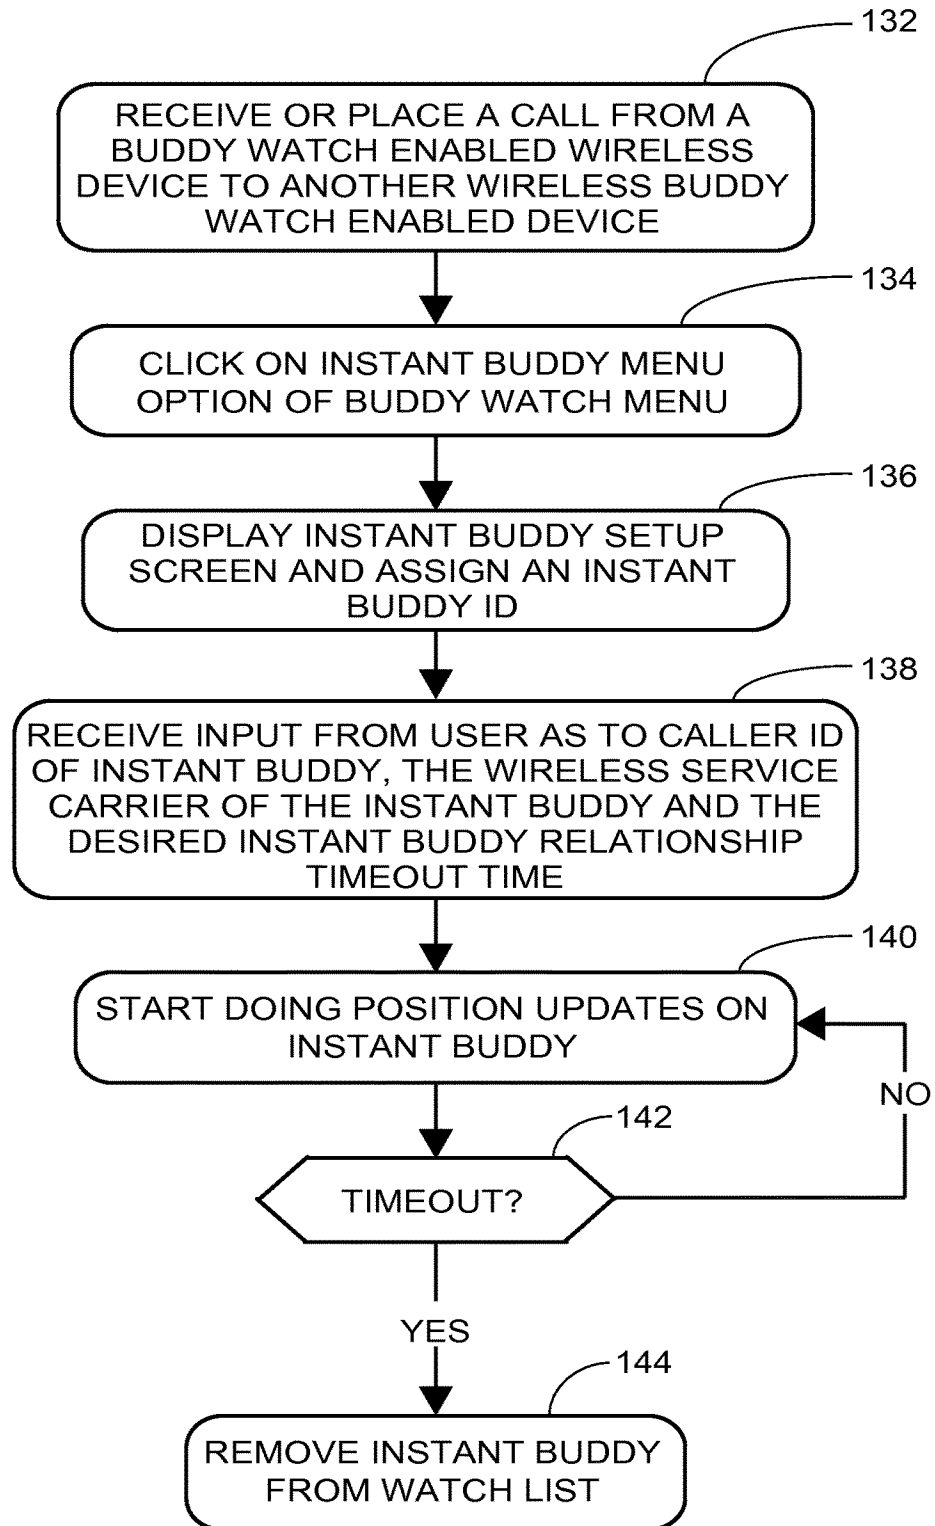 132
RECEIVE OR PLACE A CALL FROM A
BUDDY WATCH ENABLED WIRELESS
DEVICE TO ANOTHER WIRELESS BUDDY
WATCH ENABLED DEVICE
134
CLICK ON INSTANT BUDDY MENU
OPTION OF BUDDY WATCH MENU
136
DISPLAY INSTANT BUDDY SETUP
SCREEN AND ASSIGN AN INSTANT
BUDDY ID
138
RECEIVE INPUT FROM USER AS TO CALLER ID
OF INSTANT BUDDY, THE WIRELESS SERVICE
CARRIER OF THE INSTANT BUDDY AND THE
DESIRED INSTANT BUDDY RELATIONSHIP
TIMEOUT TIME
140
START DOING POSITION UPDATES ON
INSTANT BUDDY
NO
142
TIMEOUT?
YES
144
REMOVE INSTANT BUDDY
FROM WATCH LIST